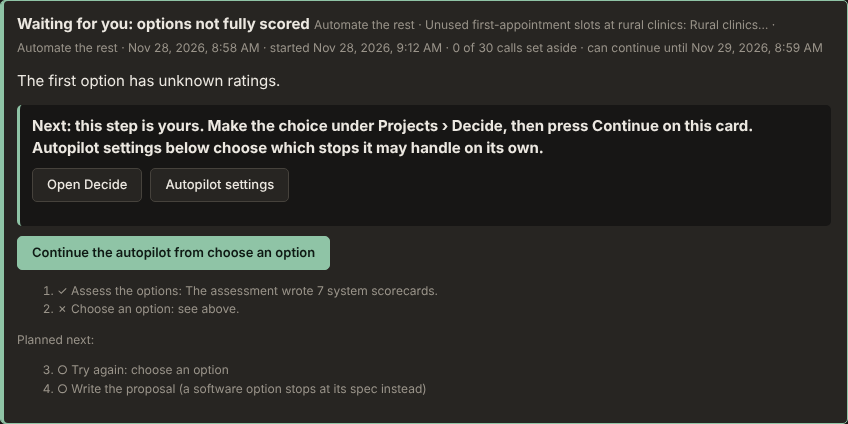 Waiting for you: options not fully scored Automate the rest · Unused first-appointment slots at rural clinics: Rural clinics... ·
Automate the rest · Nov 28, 2026, 8:58 AM · started Nov 28, 2026, 9:12 AM · 0 of 30 calls set aside · can continue until Nov 29, 2026, 8:59 AM
The first option has unknown ratings.
Next: this step is yours. Make the choice under Projects › Decide, then press Continue on this card.
Autopilot settings below choose which stops it may handle on its own.
Open Decide Autopilot settings
Continue the autopilot from choose an option
1. ✓ Assess the options: The assessment wrote 7 system scorecards.
2. × Choose an option: see above.
Planned next:
3. ○ Try again: choose an option
4. ○ Write the proposal (a software option stops at its spec instead)